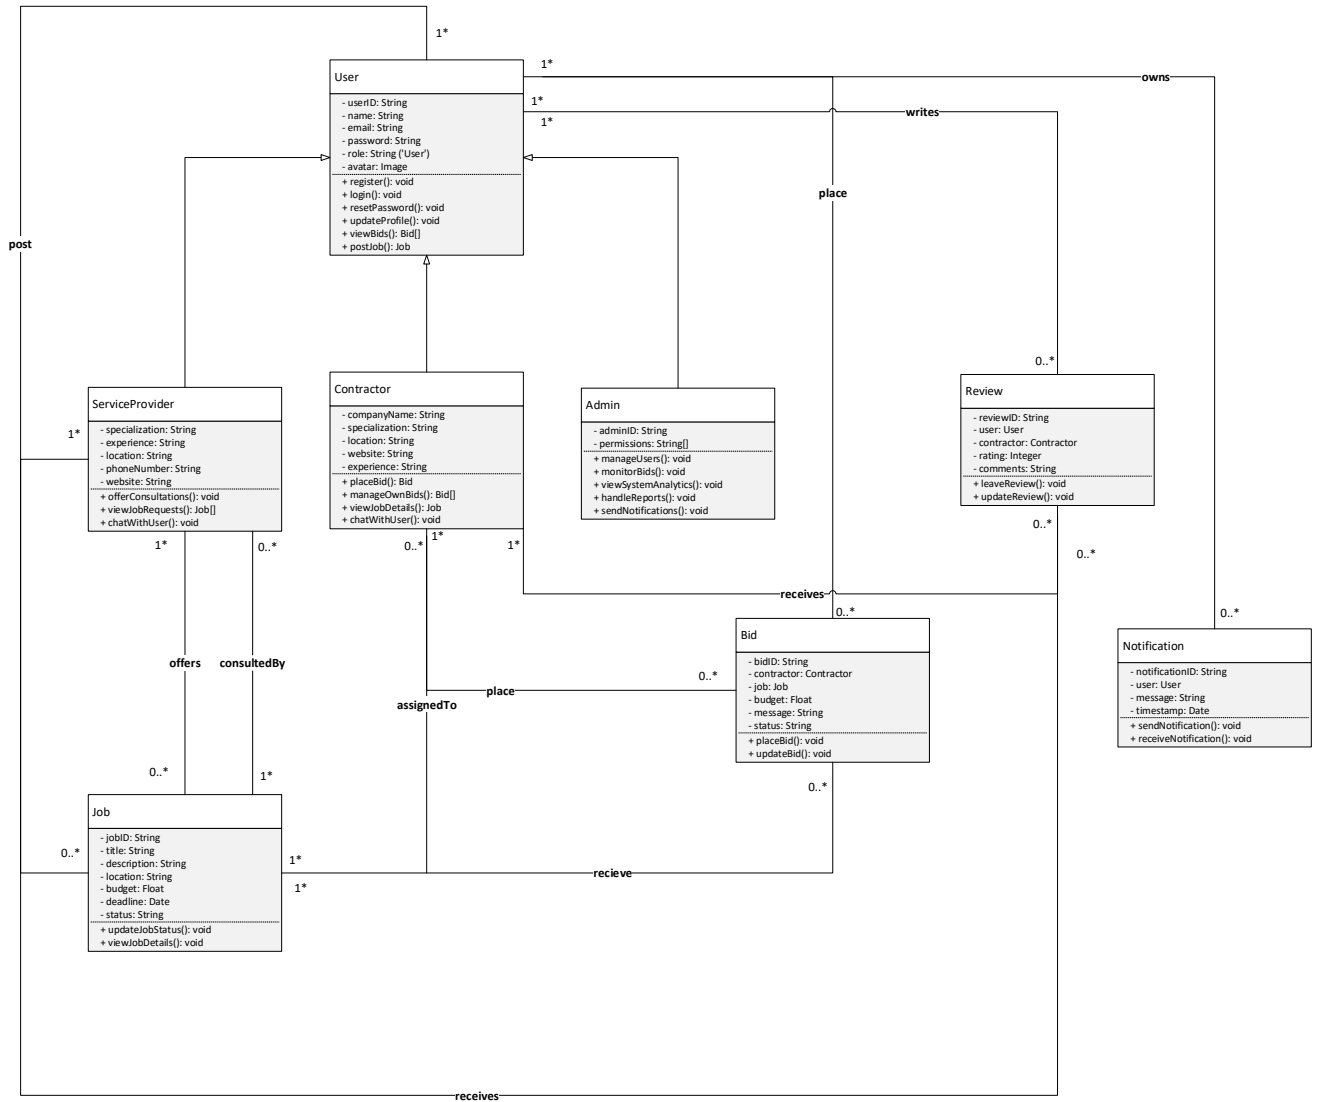 1*
User
- userID: String
- name: String
- email: String
- password: String
- role: String ('User')
- avatar: Image
+ register(): void
+ login(): void
+ resetPassword(): void
+ updateProfile(): void
+ viewBids(): Bid[]
+ postJob(): Job
1*
owns
1*
1*
writes
place
post
ServiceProvider
- specialization: String
- experience: String
- location: String
- phoneNumber: String
- website: String
+ offerConsultations(): void
+ viewJobRequests: Job[]
+ chatWithUser(): void
1*
1*
0..*
Contractor
- companyName: String
- specialization: String
- location: String
- website: String
- experience: String
+ placeBid(): Bid
+ manageOwnBids(): Bid[]
+ viewJobDetails(): Job
+ chatWithUser(): void
0..*
1*
1*
Admin
- adminID: String
- permissions: String[]
+ manageUsers(): void
+ monitorBids(): void
+ viewSystemAnalytics(): void
+ handleReports(): void
+ sendNotifications(): void
0..*
Review
- reviewID: String
- user: User
- contractor: Contractor
- rating: Integer
- comments: String
+ leaveReview(): void
+ updateReview(): void
0..*
0..*
receives
0..*
Bid
- bidID: String
- contractor: Contractor
- job: Job
- budget: Float
- message: String
- status: String
+ placeBid(): void
+ updateBid(): void
0..*
0..*
0..*
Notification
- notificationID: String
- user: User
- message: String
- timestamp: Date
+ sendNotification(): void
+ receiveNotification(): void
offers
consultedBy
place
assignedTo
0..*
1*
Job
- jobID: String
- title: String
- description: String
- location: String
- budget: Float
- deadline: Date
- status: String
+ updateJobStatus(): void
+ viewJobDetails(): void
0..*
1*
1*
recieve
receives